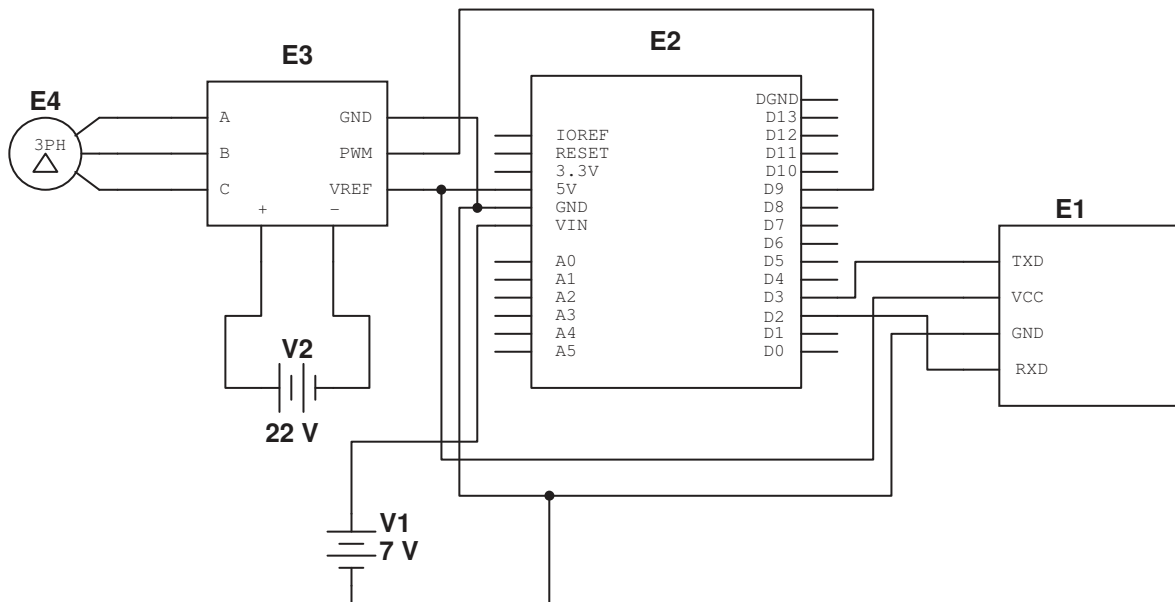 E4
3PH
E3
A
B
C
GND
PWM
VREF
+
−
V2
22 V
V1
7 V
E2
IOREF
RESET
3.3V
5V
GND
VIN
A0
A1
A2
A3
A4
A5
DGND
D13
D12
D11
D10
D9
D8
D7
D6
D5
D4
D3
D2
D1
D0
E1
TXD
VCC
GND
RXD